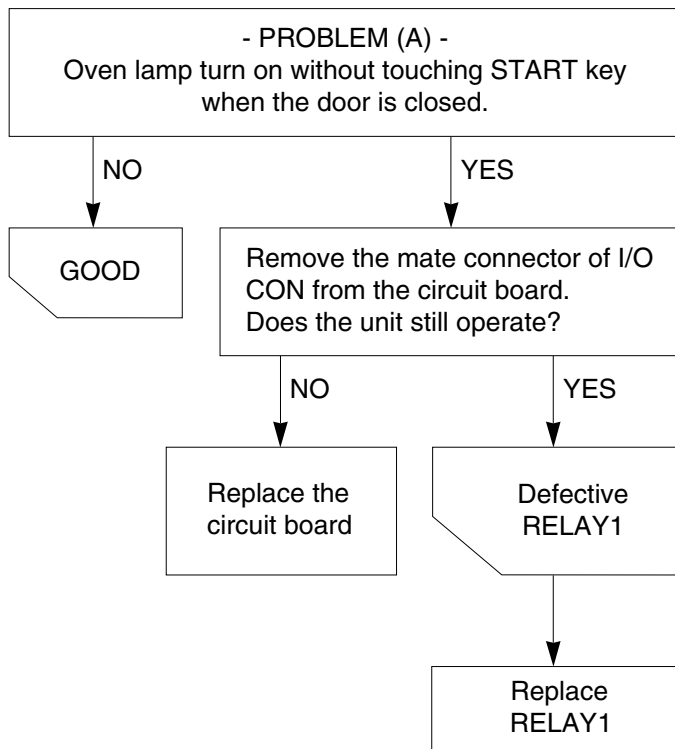 - PROBLEM (A) -
Oven lamp turn on without touching START key
when the door is closed.
NO
YES
GOOD
Remove the mate connector of I/O
CON from the circuit board.
Does the unit still operate?
NO
YES
Replace the
circuit board
Defective
RELAY1
Replace
RELAY1